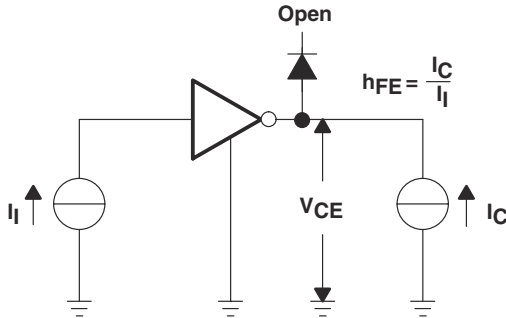 Open
hFE = IC
II
II
VCE
IC